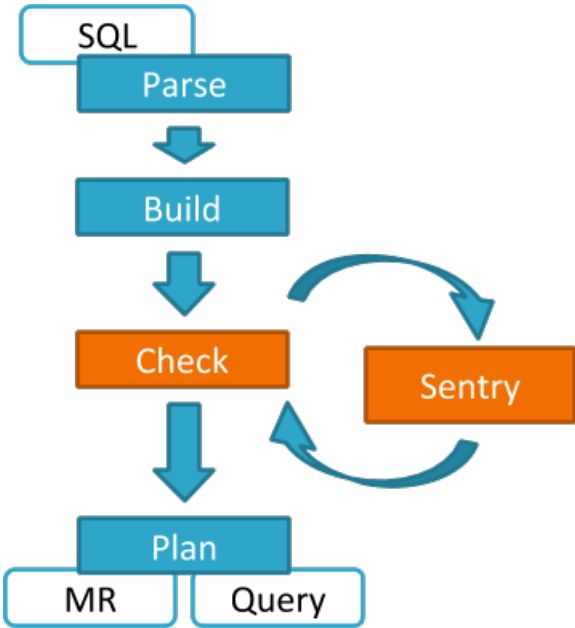 SQL
Parse
Build
Check
Sentry
Plan
MR
Query